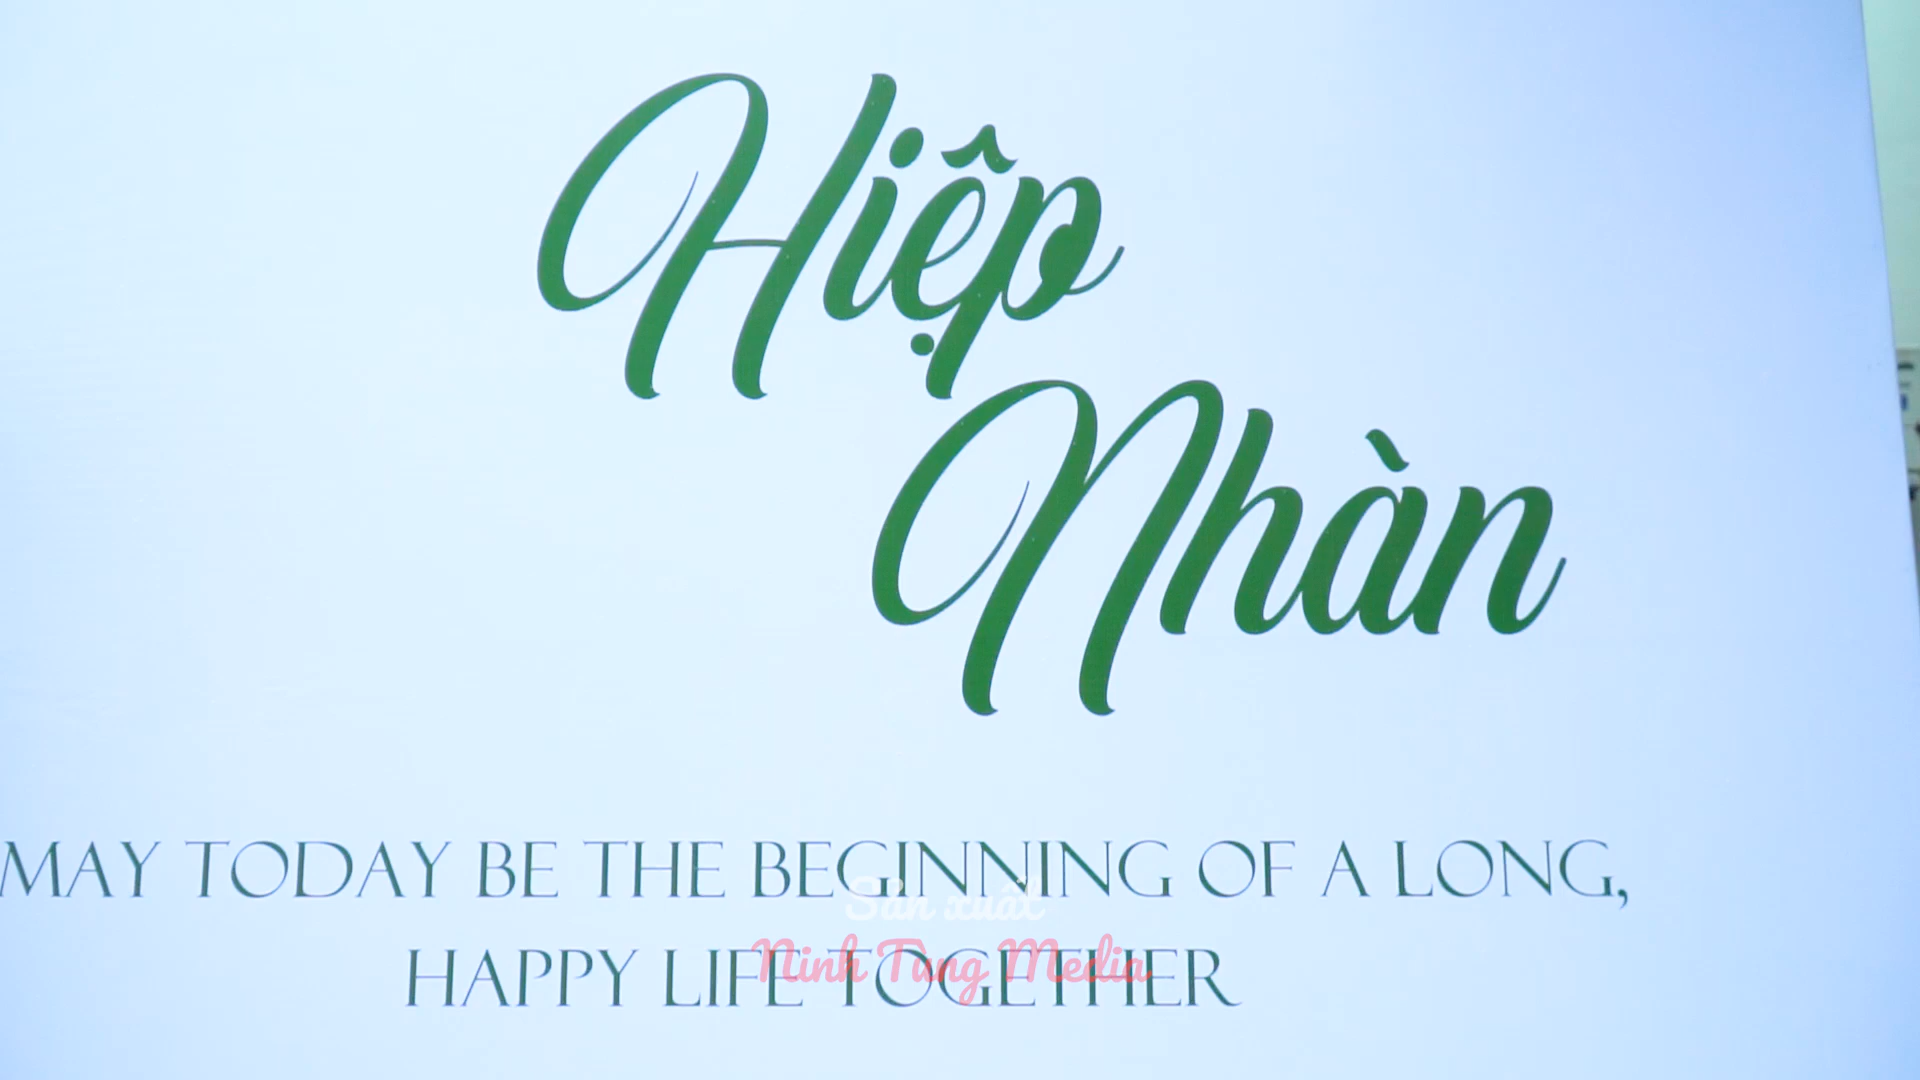 Hiệp
Nhàn
MAY TODAY BE THE BEGINNING OF A LONG,
Sản xuất
HAPPY LIFE TOGETHER
Ninh Tùng Media